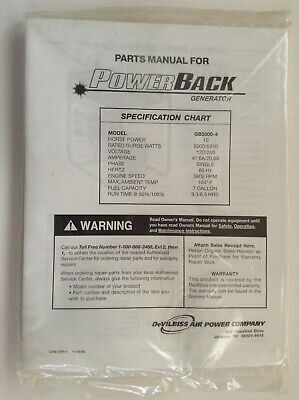 PARTS MANUAL FOR
POWERBACK
GENERATOR
SPECIFICATION CHART
MODEL GB5000-4
HORSE POWER 10
RATED/SURGE WATTS 5000/6250
VOLTAGE 120/240
AMPERAGE 41.6A/20.8A
PHASE SINGLE
HERTZ 60 HZ
ENGINE SPEED 3600 RPM
MAX. AMBIENT TEMP. 104° F
FUEL CAPACITY 7 GALLON
RUN TIME @ 50%/100% 9.3/6.5 HRS
WARNING
Read Owner's Manual. Do not operate equipment until
you have read Owner's Manual for Safety, Operation,
and Maintenance Instructions.
Call our Toll Free Number 1-800-888-2468, Ext 2, then
1, to obtain the location of the nearest Authorized
Service Center for ordering repair parts and for warranty
repairs.
When ordering repair parts from your local Authorized
Service Center, always give the following information:
• Model number of your product
• Part number and description of the item you
wish to purchase
Attach Sales Receipt Here.
Retain Original Sales Receipt as
Proof of Purchase for Warranty
Repair Work.
WARRANTY
This product is covered by the
DeVilbiss one year limited warranty.
The warranty can be found in the
General Manual.
DeVILBISS AIR POWER COMPANY
213 Industrial Drive
Jackson, TN 38301-9615